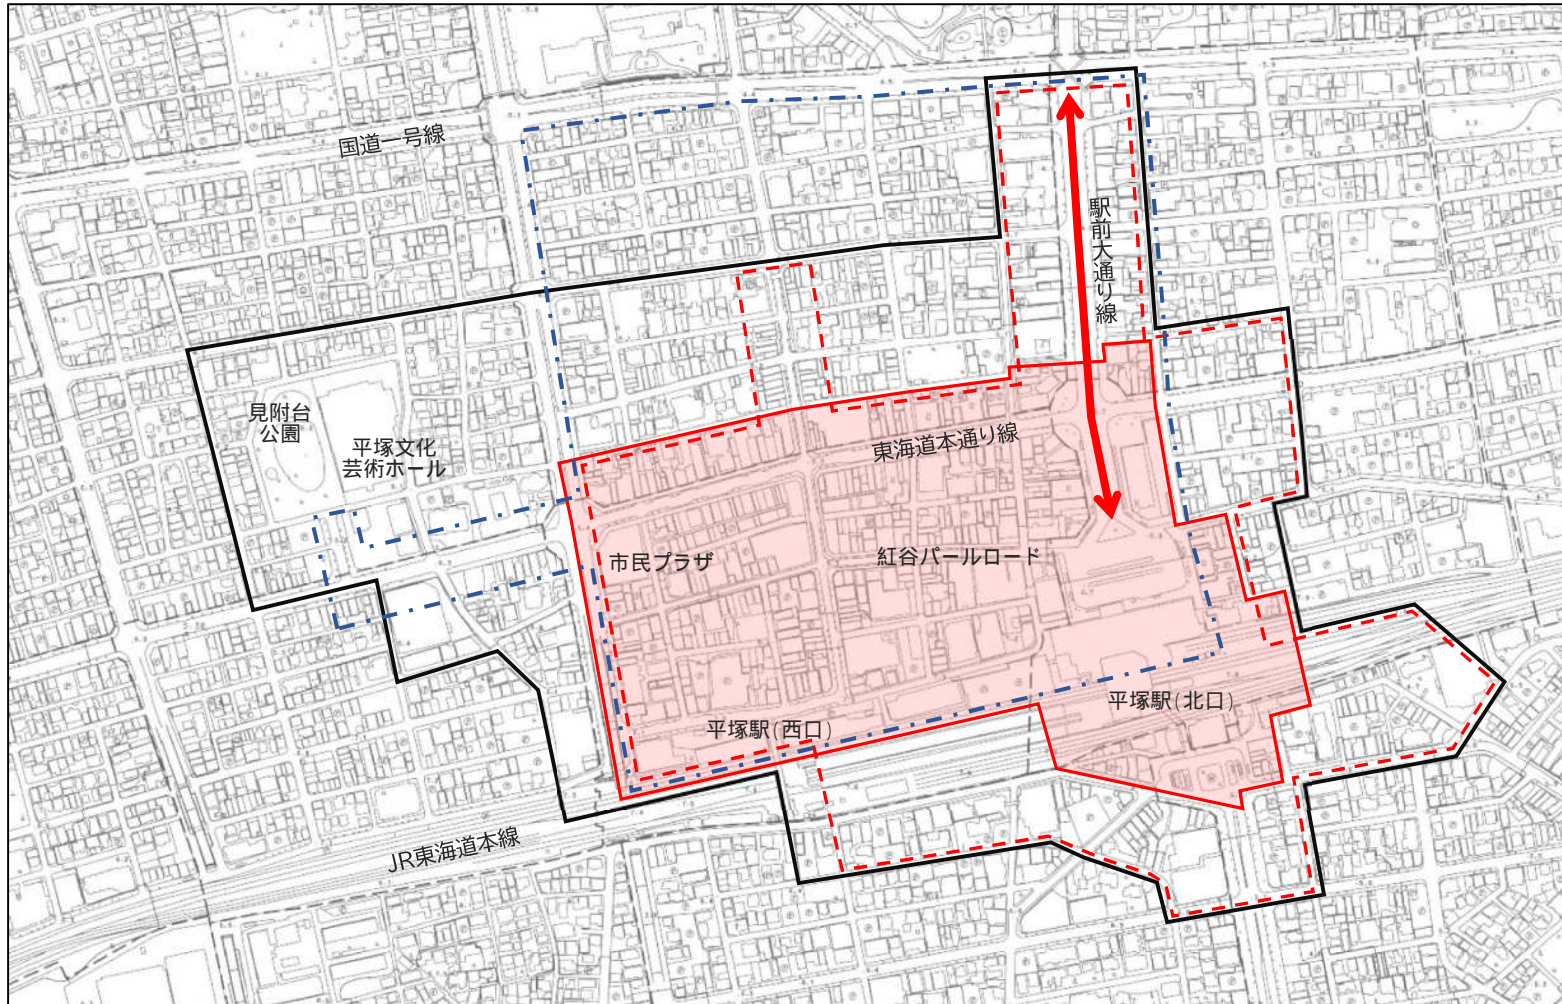 国道一号線
駅前大通り線
見附台
公園
平塚文化
芸術ホール
東海道本通り線
市民プラザ
紅谷パールロード
平塚駅(西口)
平塚駅(北口)
JR東海道本線